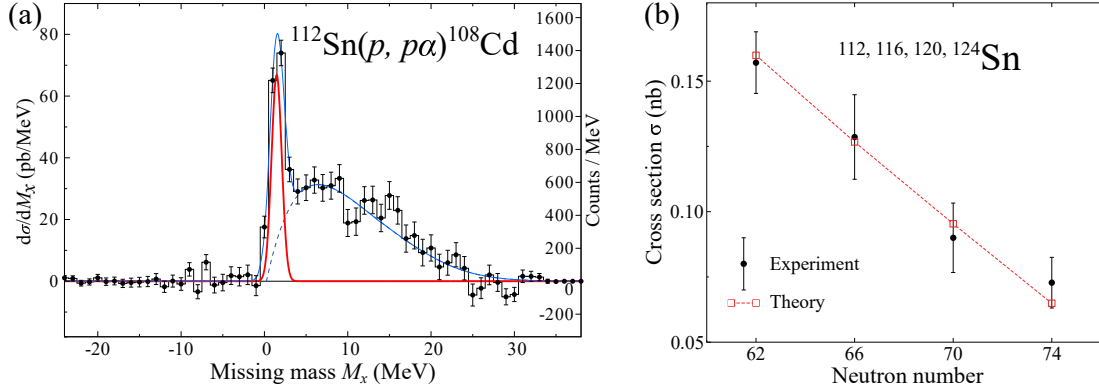 (a)
¹¹²Sn(p, pα)¹⁰⁸Cd
dσ/dMₓ (pb/MeV)
80
60
40
20
0
1600
1400
1200
1000
800
600
400
200
0
-200
Counts / MeV
-20 -10 0 10 20 30
Missing mass Mₓ (MeV)
(b)
¹¹², ¹¹⁶, ¹²⁰, ¹²⁴Sn
Cross section σ (nb)
0.15
0.10
0.05
Experiment
Theory
62 66 70 74
Neutron number